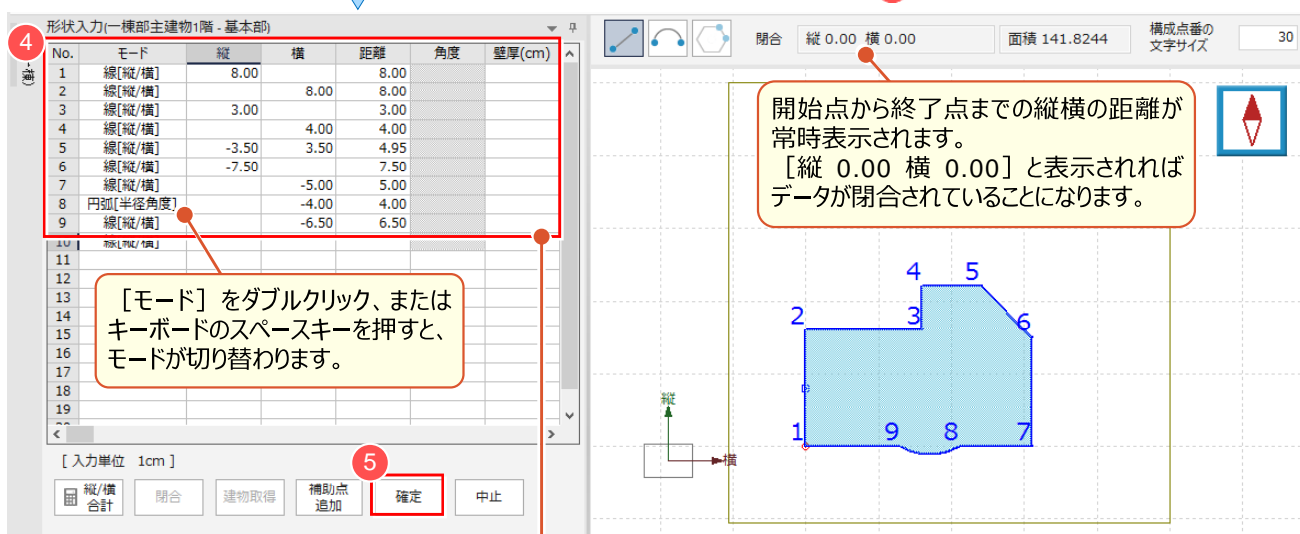 形状入力(一棟部主建物1階 - 基本部)
4
横)
No. モード 縦 横 距離 角度 壁厚(cm)
1 線[縦/横] 8.00 8.00
2 線[縦/横] 8.00 8.00
3 線[縦/横] 3.00 3.00
4 線[縦/横] 4.00 4.00
5 線[縦/横] -3.50 3.50 4.95
6 線[縦/横] -7.50 7.50
7 線[縦/横] -5.00 5.00
8 円弧[半径角度] -4.00 4.00
9 線[縦/横] -6.50 6.50
10 線[縦/横]
11
12
13
14
15
16
17
18
19
[モード] をダブルクリック、または
キーボードのスペースキーを押すと、
モードが切り替わります。
[ 入力単位 1cm ]
5
縦/横
合計
閉合
建物取得
補助点
追加
確定
中止
閉合 縦 0.00 横 0.00 面積 141.8244
構成点番の
文字サイズ
30
開始点から終了点までの縦横の距離が
常時表示されます。
[縦 0.00 横 0.00] と表示されれば
データが閉合されていることになります。
4 5
2 3 6
1 9 8 7
縦
横